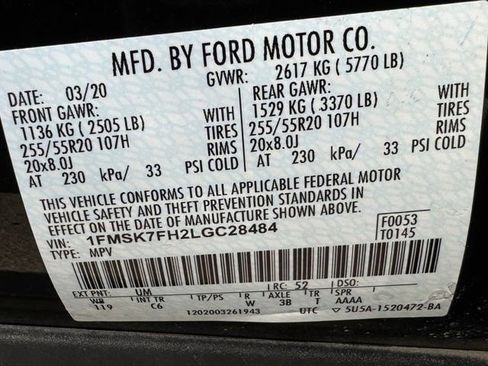 MFD. BY FORD MOTOR CO.
DATE: 03/20 GVWR: 2617 KG ( 5770 LB)
FRONT GAWR: WITH REAR GAWR: WITH
1136 KG ( 2505 LB) TIRES 1529 KG ( 3370 LB) TIRES
255/55R20 107H RIMS 255/55R20 107H RIMS
20x8.0J 20x8.0J
AT 230 kPa/ 33 PSI COLD AT 230 kPa/ 33 PSI COLD
THIS VEHICLE CONFORMS TO ALL APPLICABLE FEDERAL MOTOR
VEHICLE SAFETY AND THEFT PREVENTION STANDARDS IN
EFFECT ON THE DATE OF MANUFACTURE SHOWN ABOVE.
VIN: 1FMSK7FH2LGC28484 F0053
TYPE: MPV T0145
EXT PNT: UM RC: 52 DSO:
WB INT TR TP/PS R AXLE TR SPR
119 C6 W 3B T AAAA
1202003261943 UTC 5U5A-1520472-BA